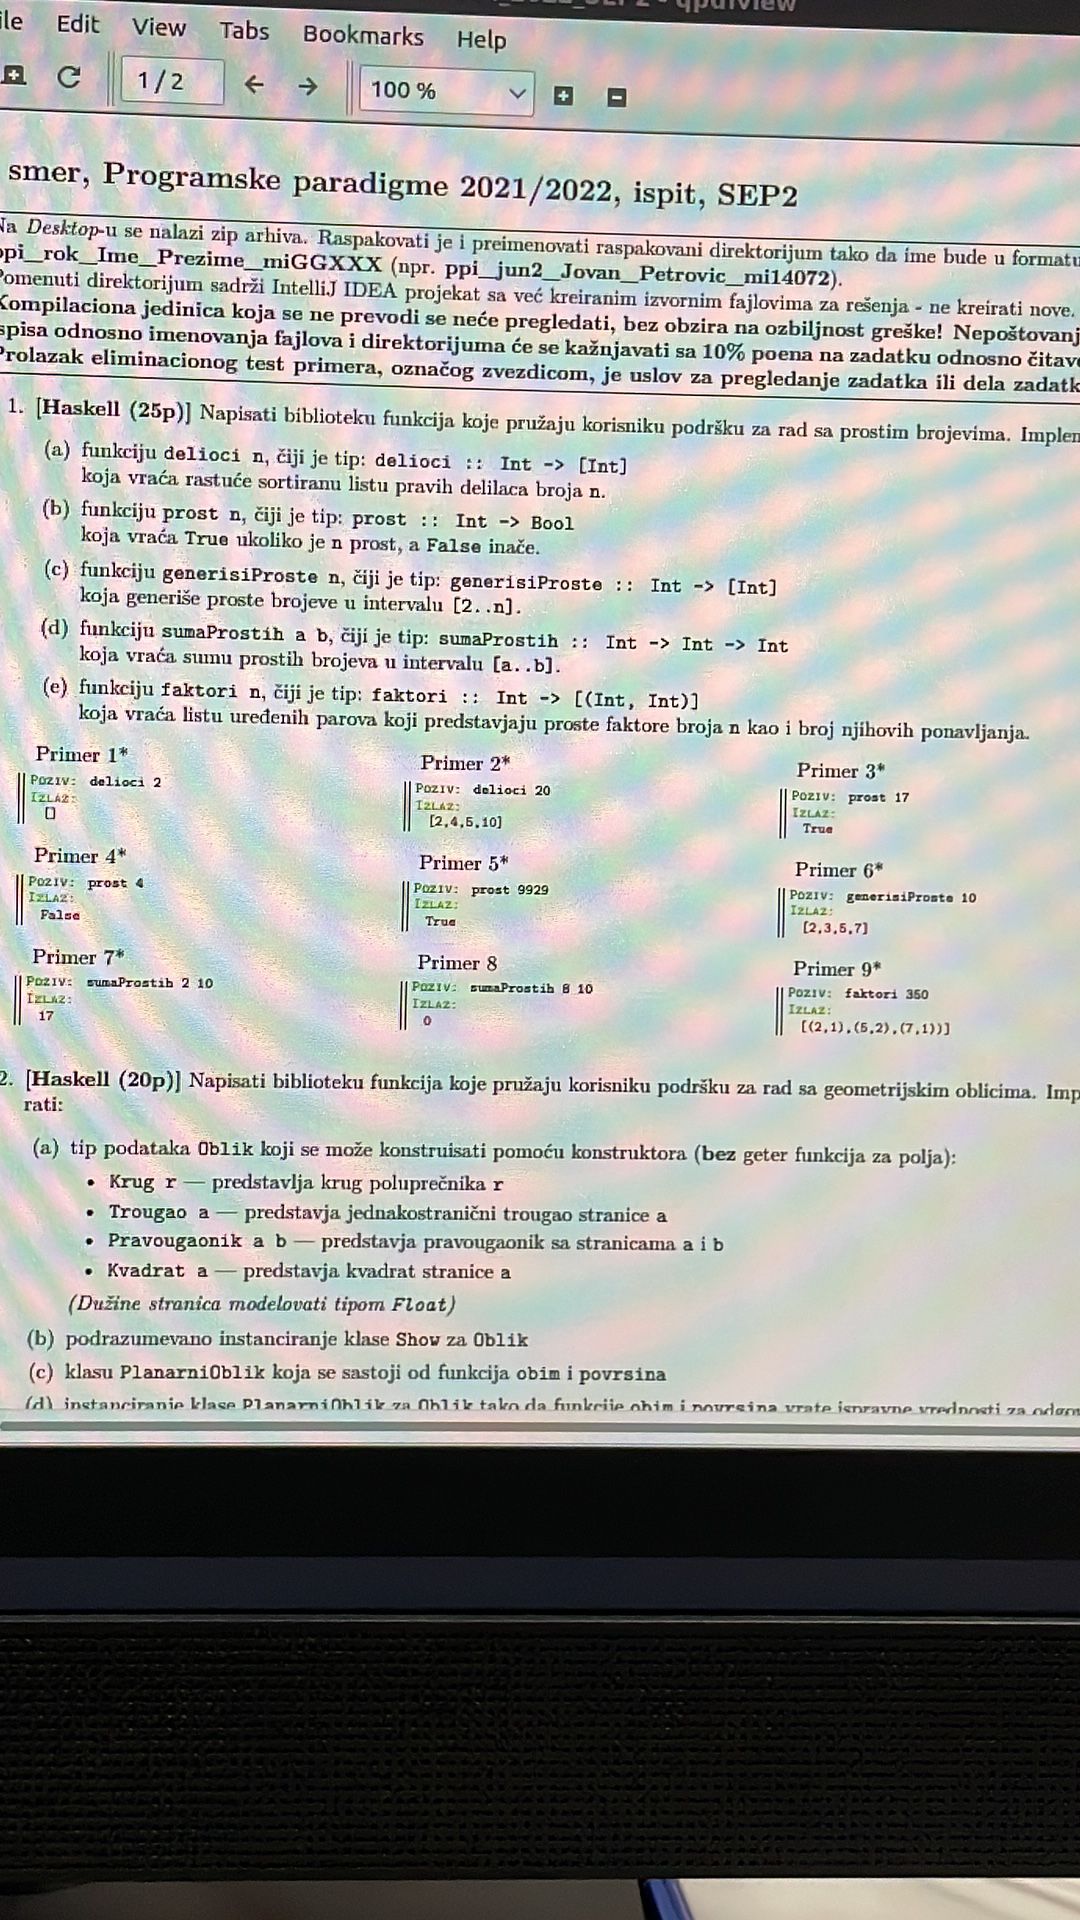 Edit View Tabs Bookmarks Help
1 / 2 100 %
smer, Programske paradigme 2021/2022, ispit, SEP2
Na Desktop-u se nalazi zip arhiva. Raspakovati je i preimenovati raspakovani direktorijum tako da ime bude u formatu
ppi_rok_Ime_Prezime_miGGXXX (npr. ppi_jun2_Jovan_Petrovic_mi14072).
Pomenuti direktorijum sadrži IntelliJ IDEA projekat sa već kreiranim izvornim fajlovima za rešenja - ne kreirati nove.
Kompilaciona jedinica koja se ne prevodi se neće pregledati, bez obzira na ozbiljnost greške! Nepoštovanj
spisa odnosno imenovanja fajlova i direktorijuma će se kažnjavati sa 10% poena na zadatku odnosno čitav
Prolazak eliminacionog test primera, označog zvezdicom, je uslov za pregledanje zadatka ili dela zadatk
1. [Haskell (25p)] Napisati biblioteku funkcija koje pružaju korisniku podršku za rad sa prostim brojevima. Implem
(a) funkciju delioci n, čiji je tip: delioci :: Int -> [Int]
koja vraća rastuće sortiranu listu pravih delilaca broja n.
(b) funkciju prost n, čiji je tip: prost :: Int -> Bool
koja vraća True ukoliko je n prost, a False inače.
(c) funkciju generisiProste n, čiji je tip: generisiProste :: Int -> [Int]
koja generiše proste brojeve u intervalu [2..n].
(d) funkciju sumaProstih a b, čiji je tip: sumaProstih :: Int -> Int -> Int
koja vraća sumu prostih brojeva u intervalu [a..b].
(e) funkciju faktori n, čiji je tip: faktori :: Int -> [(Int, Int)]
koja vraća listu uređenih parova koji predstavjaju proste faktore broja n kao i broj njihovih ponavljanja.
Primer 1*
POZIV: delioci 2
IZLAZ:
[]
Primer 2*
POZIV: delioci 20
IZLAZ:
[2,4,5,10]
Primer 3*
POZIV: prost 17
IZLAZ:
True
Primer 4*
POZIV: prost 4
IZLAZ:
False
Primer 5*
POZIV: prost 9929
IZLAZ:
True
Primer 6*
POZIV: generisiProste 10
IZLAZ:
[2,3,5,7]
Primer 7*
POZIV: sumaProstih 2 10
IZLAZ:
17
Primer 8
POZIV: sumaProstih 8 10
IZLAZ:
0
Primer 9*
POZIV: faktori 350
IZLAZ:
[(2,1),(5,2),(7,1))]
2. [Haskell (20p)] Napisati biblioteku funkcija koje pružaju korisniku podršku za rad sa geometrijskim oblicima. Imp
rati:
(a) tip podataka Oblik koji se može konstruisati pomoću konstruktora (bez geter funkcija za polja):
• Krug r — predstavlja krug poluprečnika r
• Trougao a — predstavja jednakostranični trougao stranice a
• Pravougaonik a b — predstavja pravougaonik sa stranicama a i b
• Kvadrat a — predstavja kvadrat stranice a
(Dužine stranica modelovati tipom Float)
(b) podrazumevano instanciranje klase Show za Oblik
(c) klasu PlanarniOblik koja se sastoji od funkcija obim i povrsina
(d) instanciranje klase PlanarniOblik za Oblik tako da funkcije obim i povrsina vrate ispravne vrednosti za